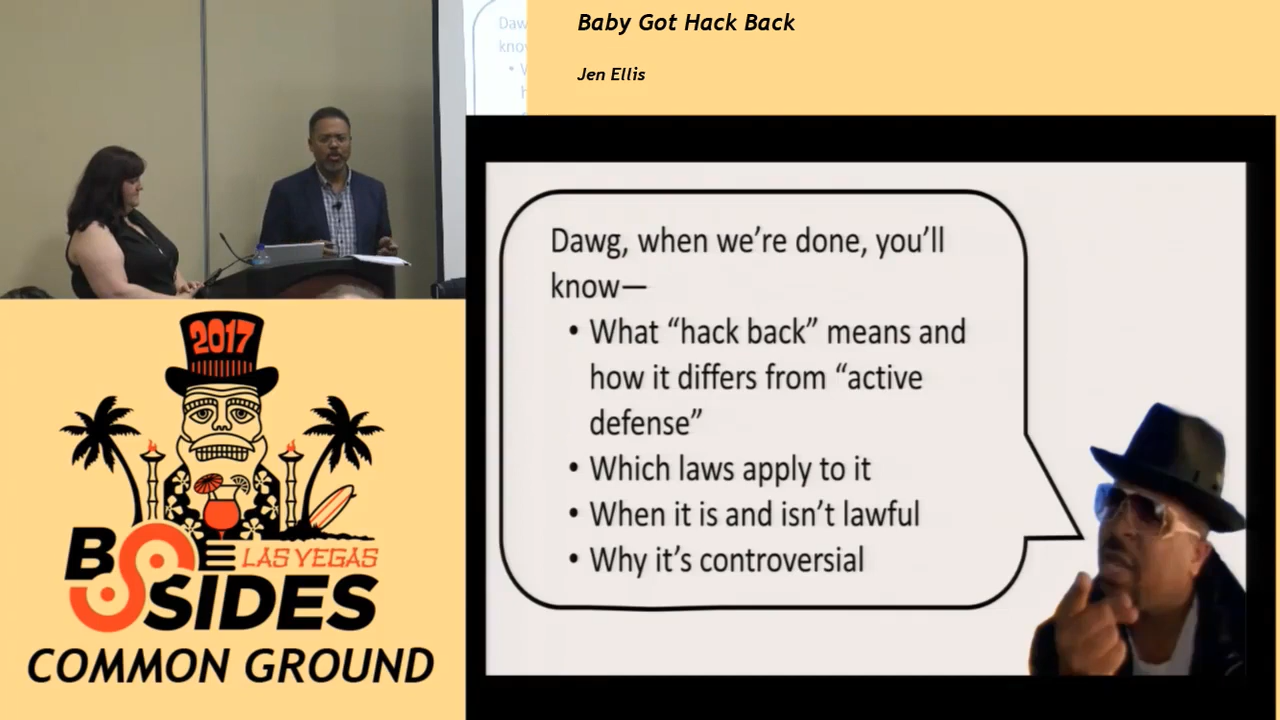 Baby Got Hack Back
Jen Ellis
Daw
kno
Dawg, when we're done, you'll
know—
• What “hack back” means and
how it differs from “active
defense”
• Which laws apply to it
• When it is and isn't lawful
• Why it's controversial
2017
BSIDES
LAS VEGAS
COMMON GROUND